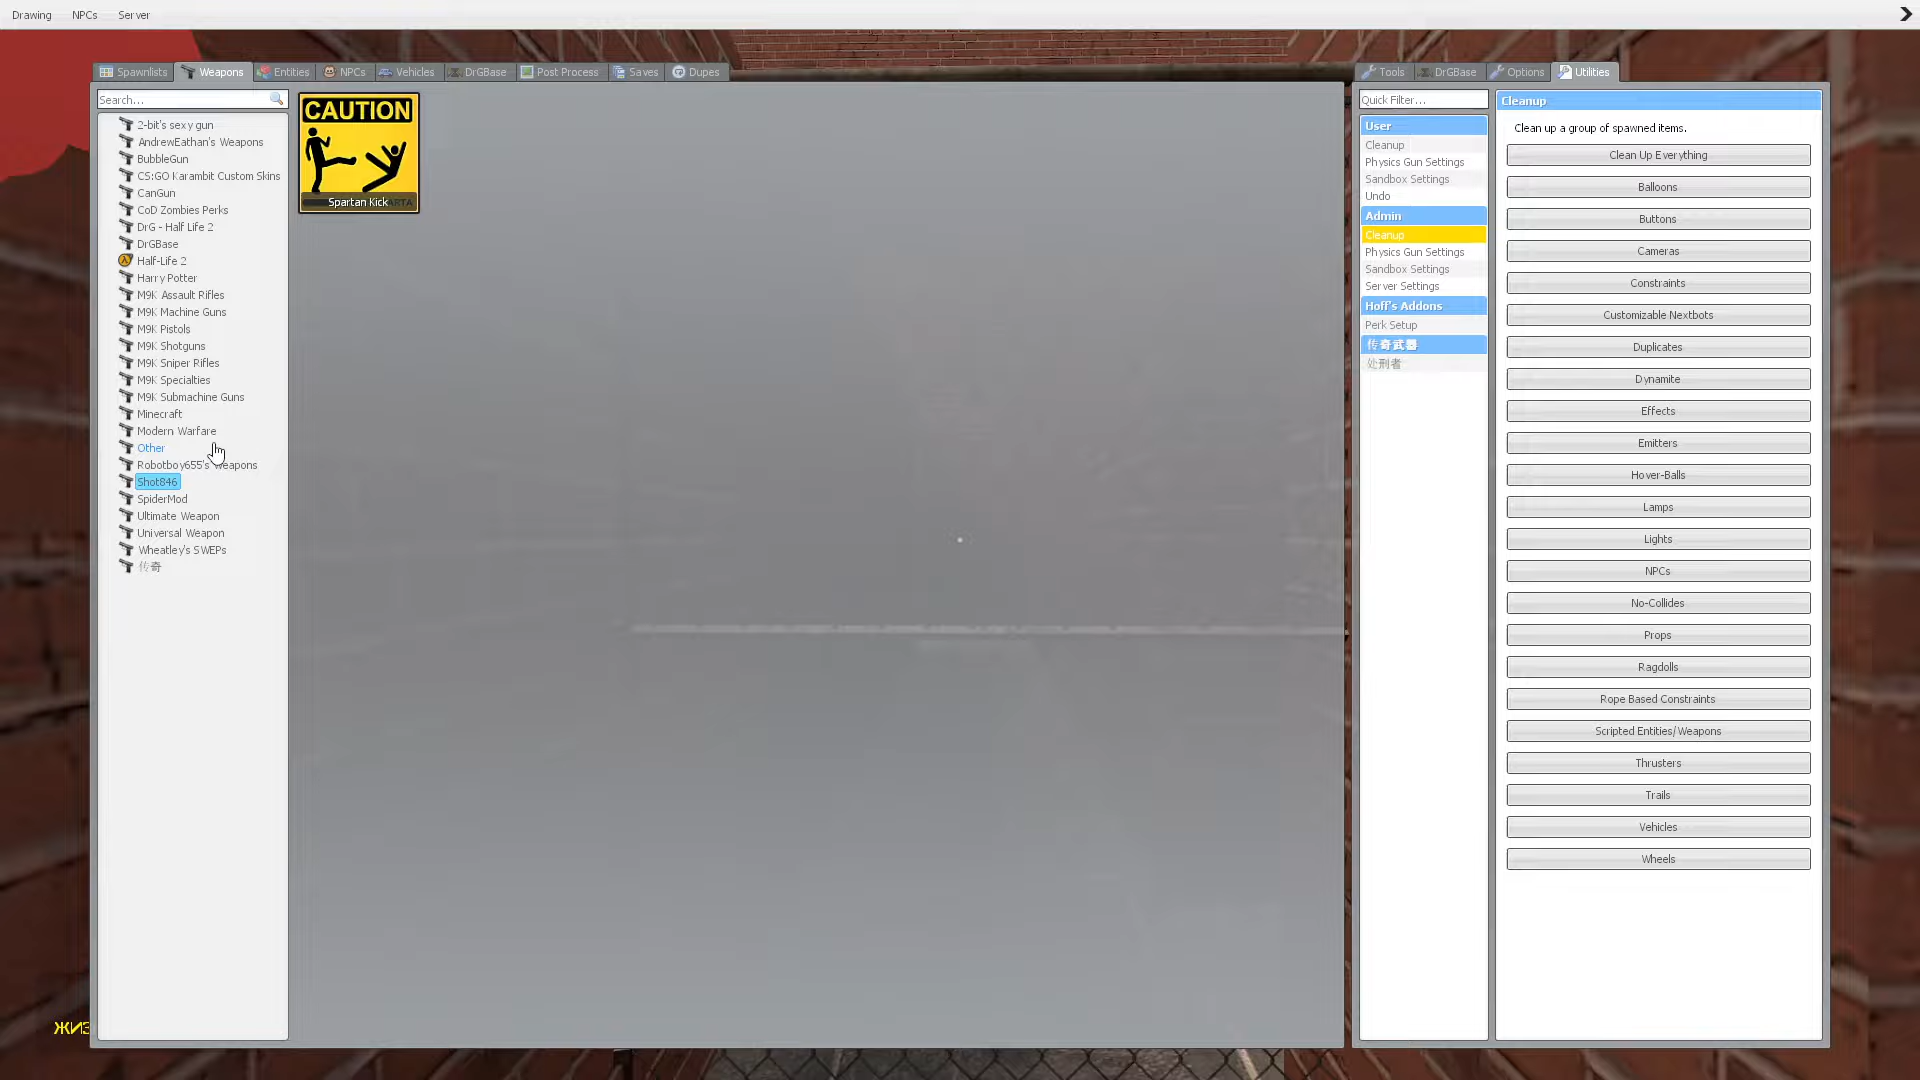 Drawing NPCs Server
Spawnlists Weapons Entities NPCs Vehicles DrGBase Post Process Saves Dupes
Search...
2-bit's sexy gun
AndrewEathan's Weapons
BubbleGun
CS:GO Karambit Custom Skins
CanGun
CoD Zombies Perks
DrG - Half Life 2
DrGBase
Half-Life 2
Harry Potter
M9K Assault Rifles
M9K Machine Guns
M9K Pistols
M9K Shotguns
M9K Sniper Rifles
M9K Specialties
M9K Submachine Guns
Minecraft
Modern Warfare
Other
Robotboy655's Weapons
Shot846
SpiderMod
Ultimate Weapon
Universal Weapon
Wheatley's SWEPs
传奇
CAUTION
Spartan Kick
Tools DrGBase Options Utilities
Quick Filter...
User
Cleanup
Physics Gun Settings
Sandbox Settings
Undo
Admin
Cleanup
Physics Gun Settings
Sandbox Settings
Server Settings
Hoff's Addons
Perk Setup
传奇武器
处刑者
Cleanup
Clean up a group of spawned items.
Clean Up Everything
Balloons
Buttons
Cameras
Constraints
Customizable Nextbots
Duplicates
Dynamite
Effects
Emitters
Hover-Balls
Lamps
Lights
NPCs
No-Collides
Props
Ragdolls
Rope Based Constraints
Scripted Entities/Weapons
Thrusters
Trails
Vehicles
Wheels